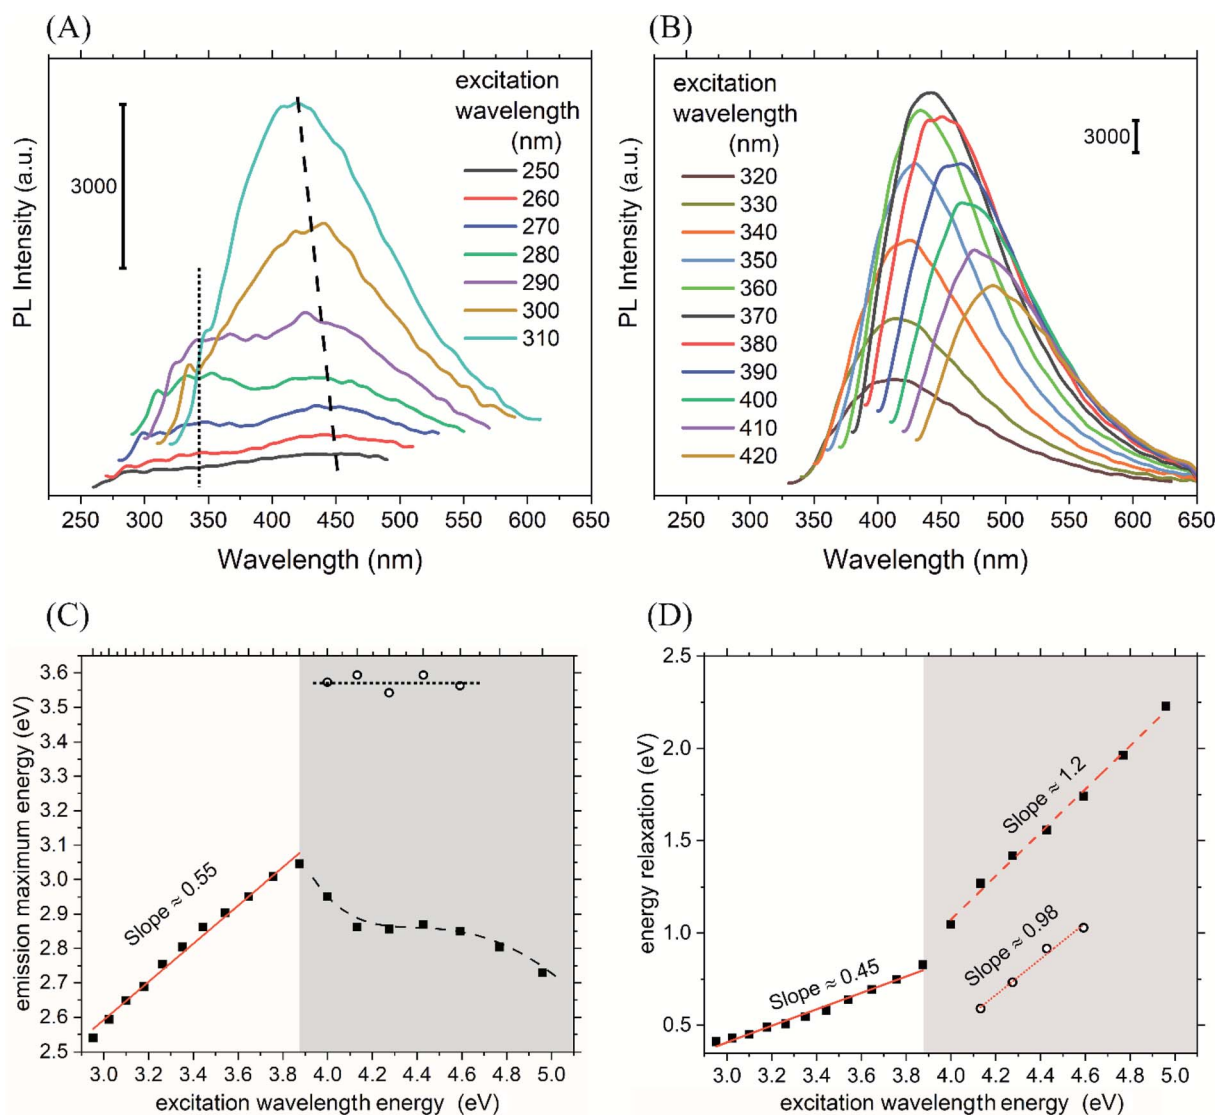 (A)
PL Intensity (a.u.)
3000
excitation
wavelength
(nm)
250
260
270
280
290
300
310
250 300 350 400 450 500 550 600 650
Wavelength (nm)
(B)
PL Intensity (a.u.)
excitation
wavelength
(nm)
320
330
340
350
360
370
380
390
400
410
420
3000
250 300 350 400 450 500 550 600 650
Wavelength (nm)
(C)
emission maximum energy (eV)
3.6
3.5
3.4
3.3
3.2
3.1
3.0
2.9
2.8
2.7
2.6
2.5
Slope ≈ 0.55
3.0 3.2 3.4 3.6 3.8 4.0 4.2 4.4 4.6 4.8 5.0
excitation wavelength energy (eV)
(D)
energy relaxation (eV)
2.5
2.0
1.5
1.0
0.5
Slope ≈ 1.2
Slope ≈ 0.98
Slope ≈ 0.45
3.0 3.2 3.4 3.6 3.8 4.0 4.2 4.4 4.6 4.8 5.0
excitation wavelength energy (eV)